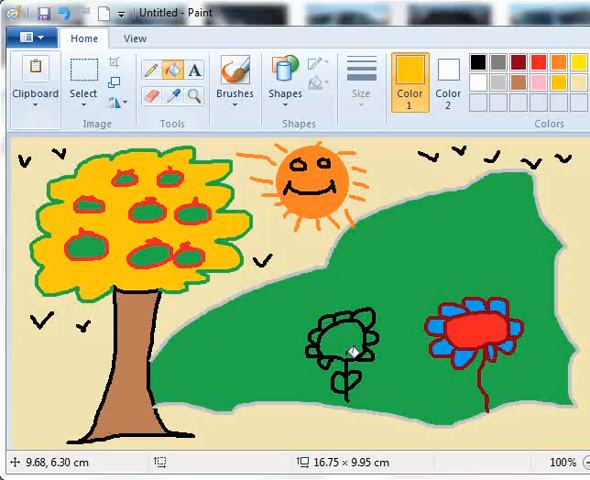 Untitled - Paint
Home View
Clipboard Select Brushes Shapes Size Color 1 Color 2
Image Tools Shapes Colors
9.68, 6.30 cm 16.75 × 9.95 cm 100%